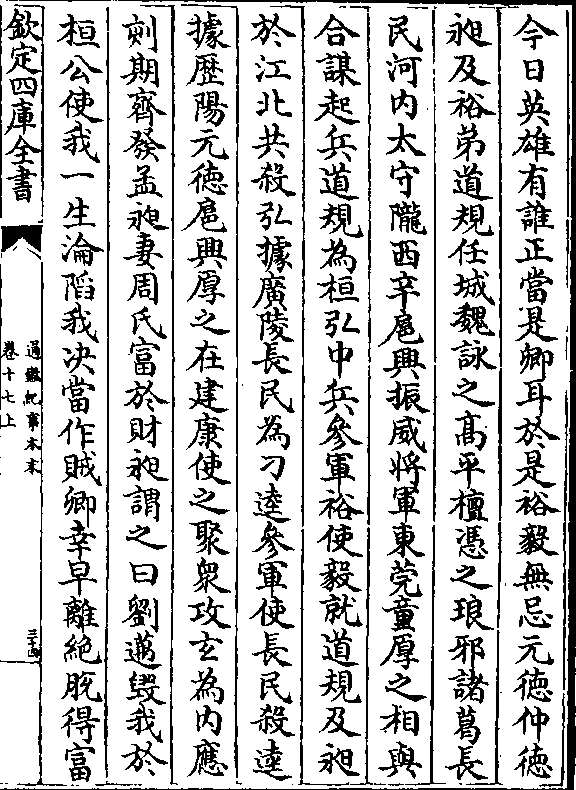 今日英雄有誰正當是卿耳於是裕毅無忌元徳仲徳
昶及裕弟道規任城魏詠之髙平檀憑之琅邪諸葛長
民河内太守隴西辛扈興振威将軍東莞童厚之相與
合謀起兵道規為桓弘中兵參軍裕使毅就道規及昶
於江北共殺弘據廣陵長民為刁逵參軍使長民殺逵
據歴陽元徳扈興厚之在建康使之聚衆攻玄為内應
刻期齊發孟昶妻周氏富於財昶謂之曰劉邁毀我於
桓公使我一生淪陷我决當作賊卿幸早離絶脱得富
欽定四庫全書
通鑑紀事本末
卷十七上
三十四